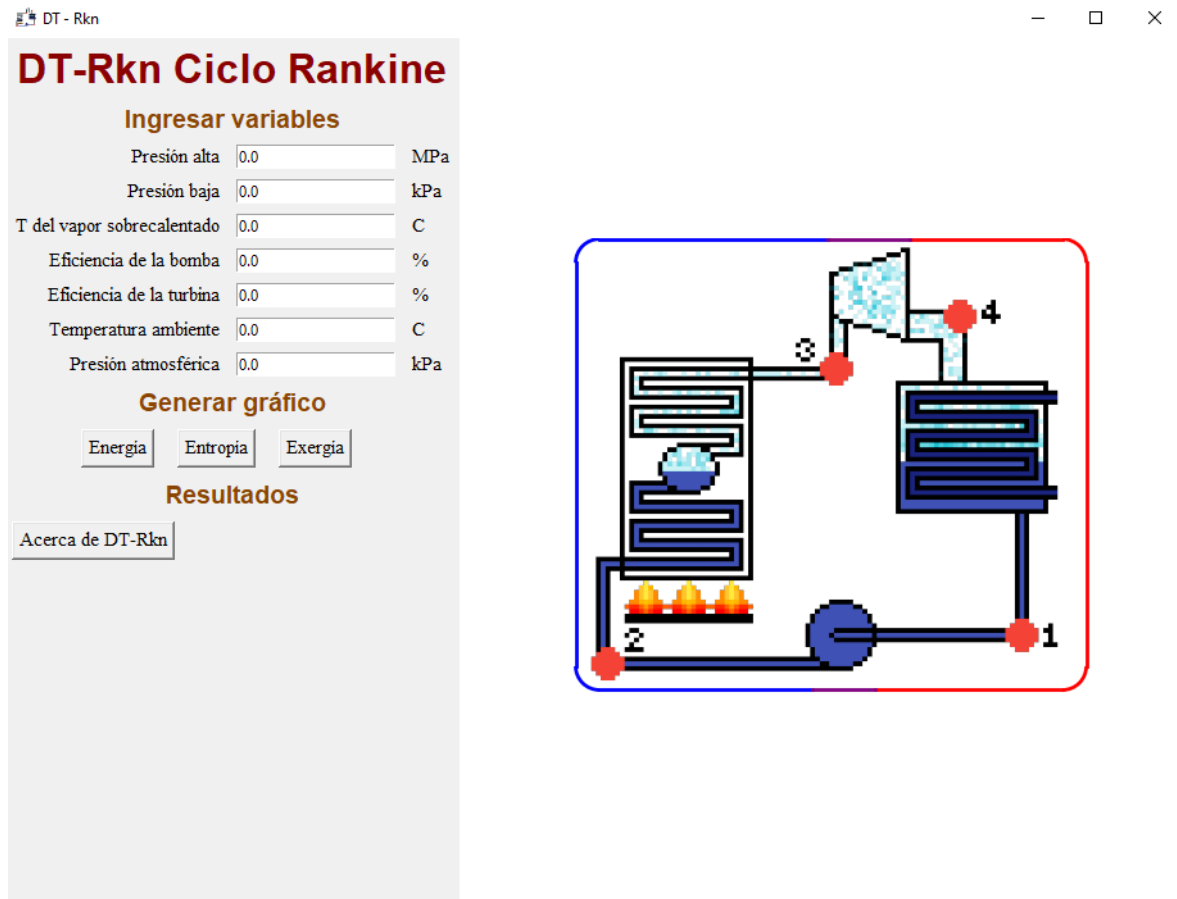 DT - Rkn
DT-Rkn Ciclo Rankine
Ingresar variables
Presión alta 0.0 MPa
Presión baja 0.0 kPa
T del vapor sobrecalentado 0.0 C
Eficiencia de la bomba 0.0 %
Eficiencia de la turbina 0.0 %
Temperatura ambiente 0.0 C
Presión atmosférica 0.0 kPa
Generar gráfico
Energia Entropia Exergia
Resultados
Acerca de DT-Rkn
4
3
2
1